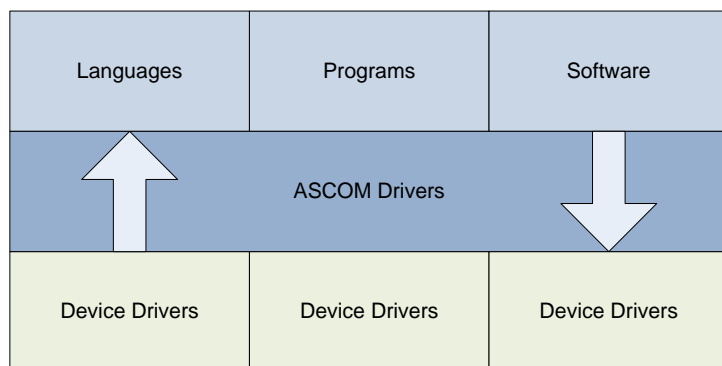 Languages
Programs
Software
ASCOM Drivers
Device Drivers
Device Drivers
Device Drivers